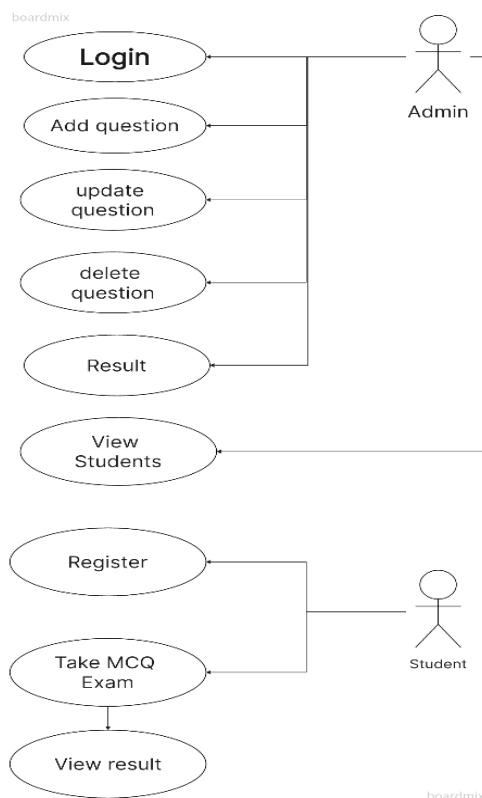 boardmix
Login
Admin
Add question
update
question
delete
question
Result
View
Students
Register
Student
Take MCQ
Exam
View result
boardmix